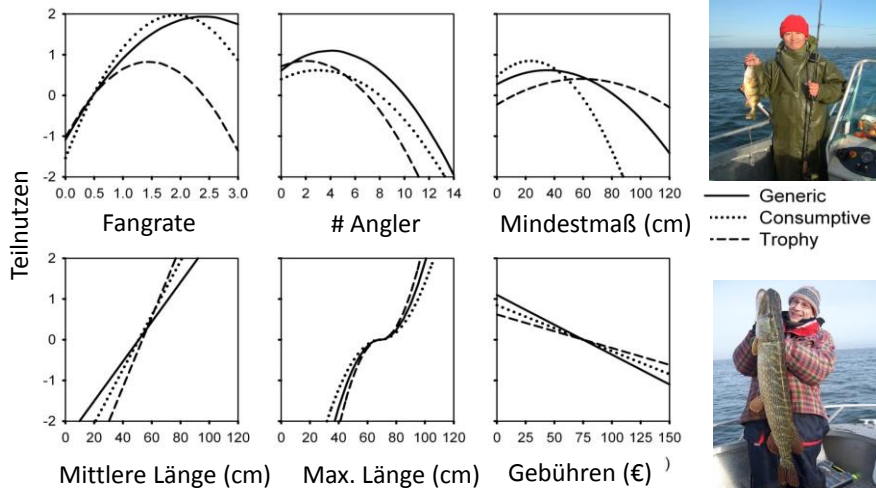 Teilnutzen
2
1
0
-1
-2
0.0 0.5 1.0 1.5 2.0 2.5 3.0
Fangrate
0 2 4 6 8 10 12 14
# Angler
0 20 40 60 80 100 120
Mindestmaß (cm)
Generic
Consumptive
Trophy
2
1
0
-1
-2
0 20 40 60 80 100 120
Mittlere Länge (cm)
0 20 40 60 80 100 120
Max. Länge (cm)
0 25 50 75 100 125 150
Gebühren (€) )